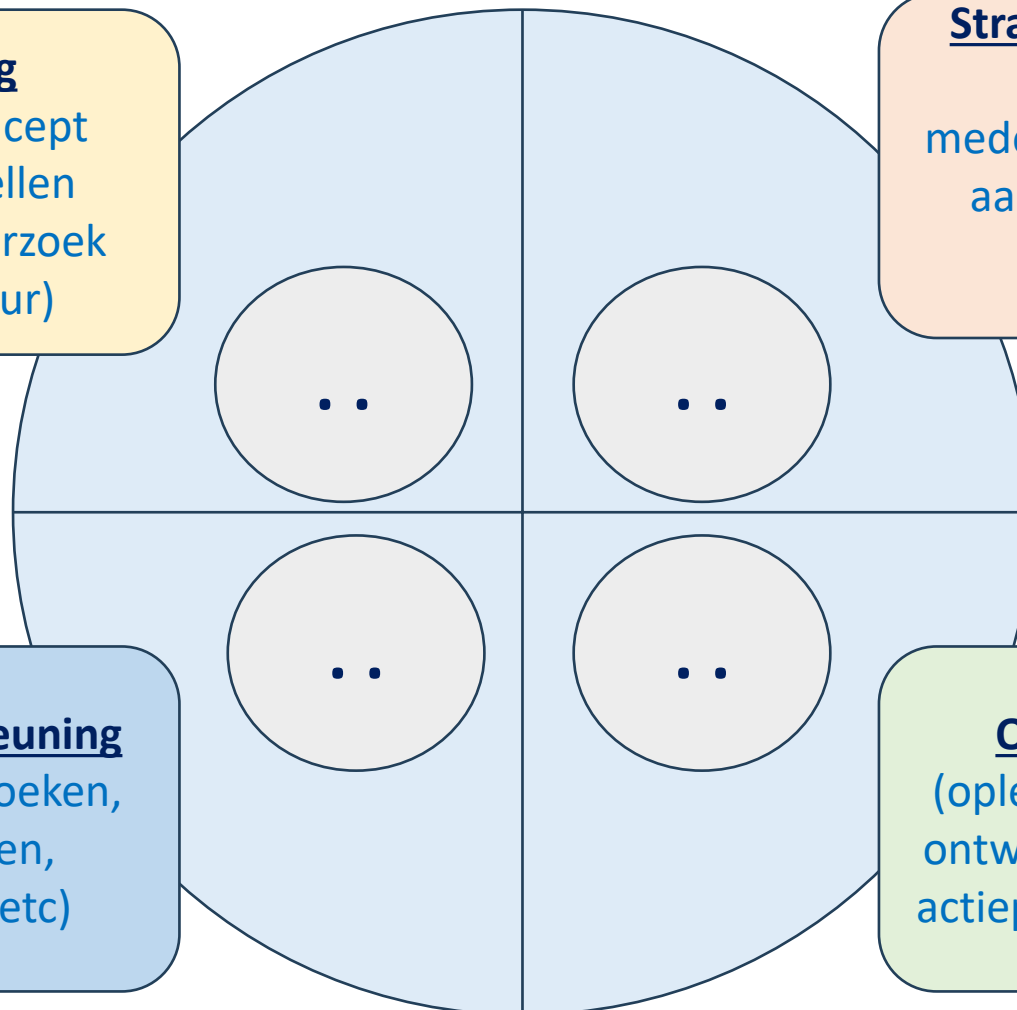 g
cept
ellen
rzoek
ur)
Stra
mede
aa
..
..
..
..
euning
oeken,
en,
etc)
O
(ople
ontw
actiep